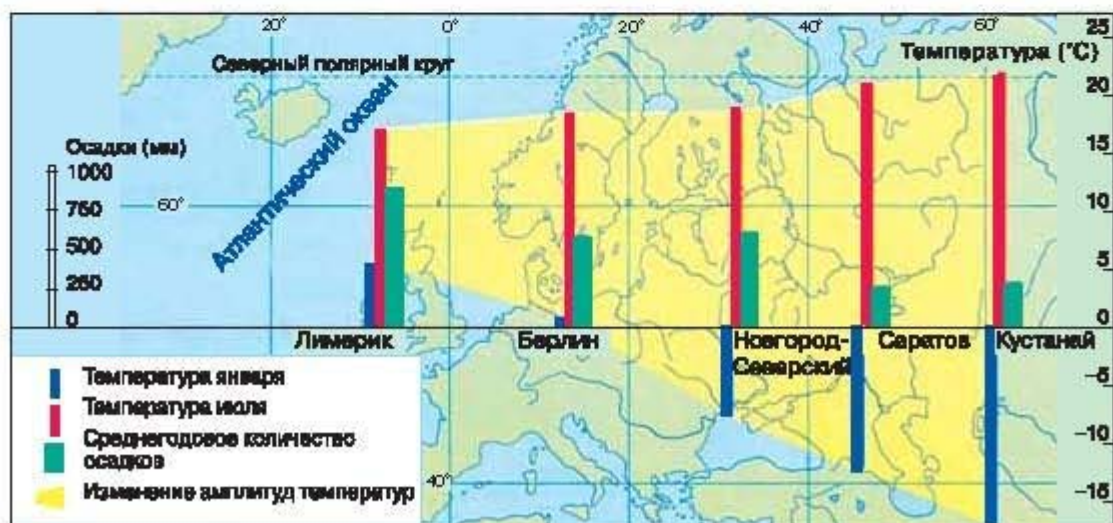 20° 0° 20° 40° 60° 25
Температура (°С)
Северный полярный круг
20
Атлантический океан
Осадки (мм)
15
1000
750
60°
10
500
5
250
0
0
Лимерик Берлин Новгород-Северский Саратов Кустанай
Температура января
-5
Температура июля
Среднегодовое количество
осадков
-10
Изменение амплитуд температур
40°
-15